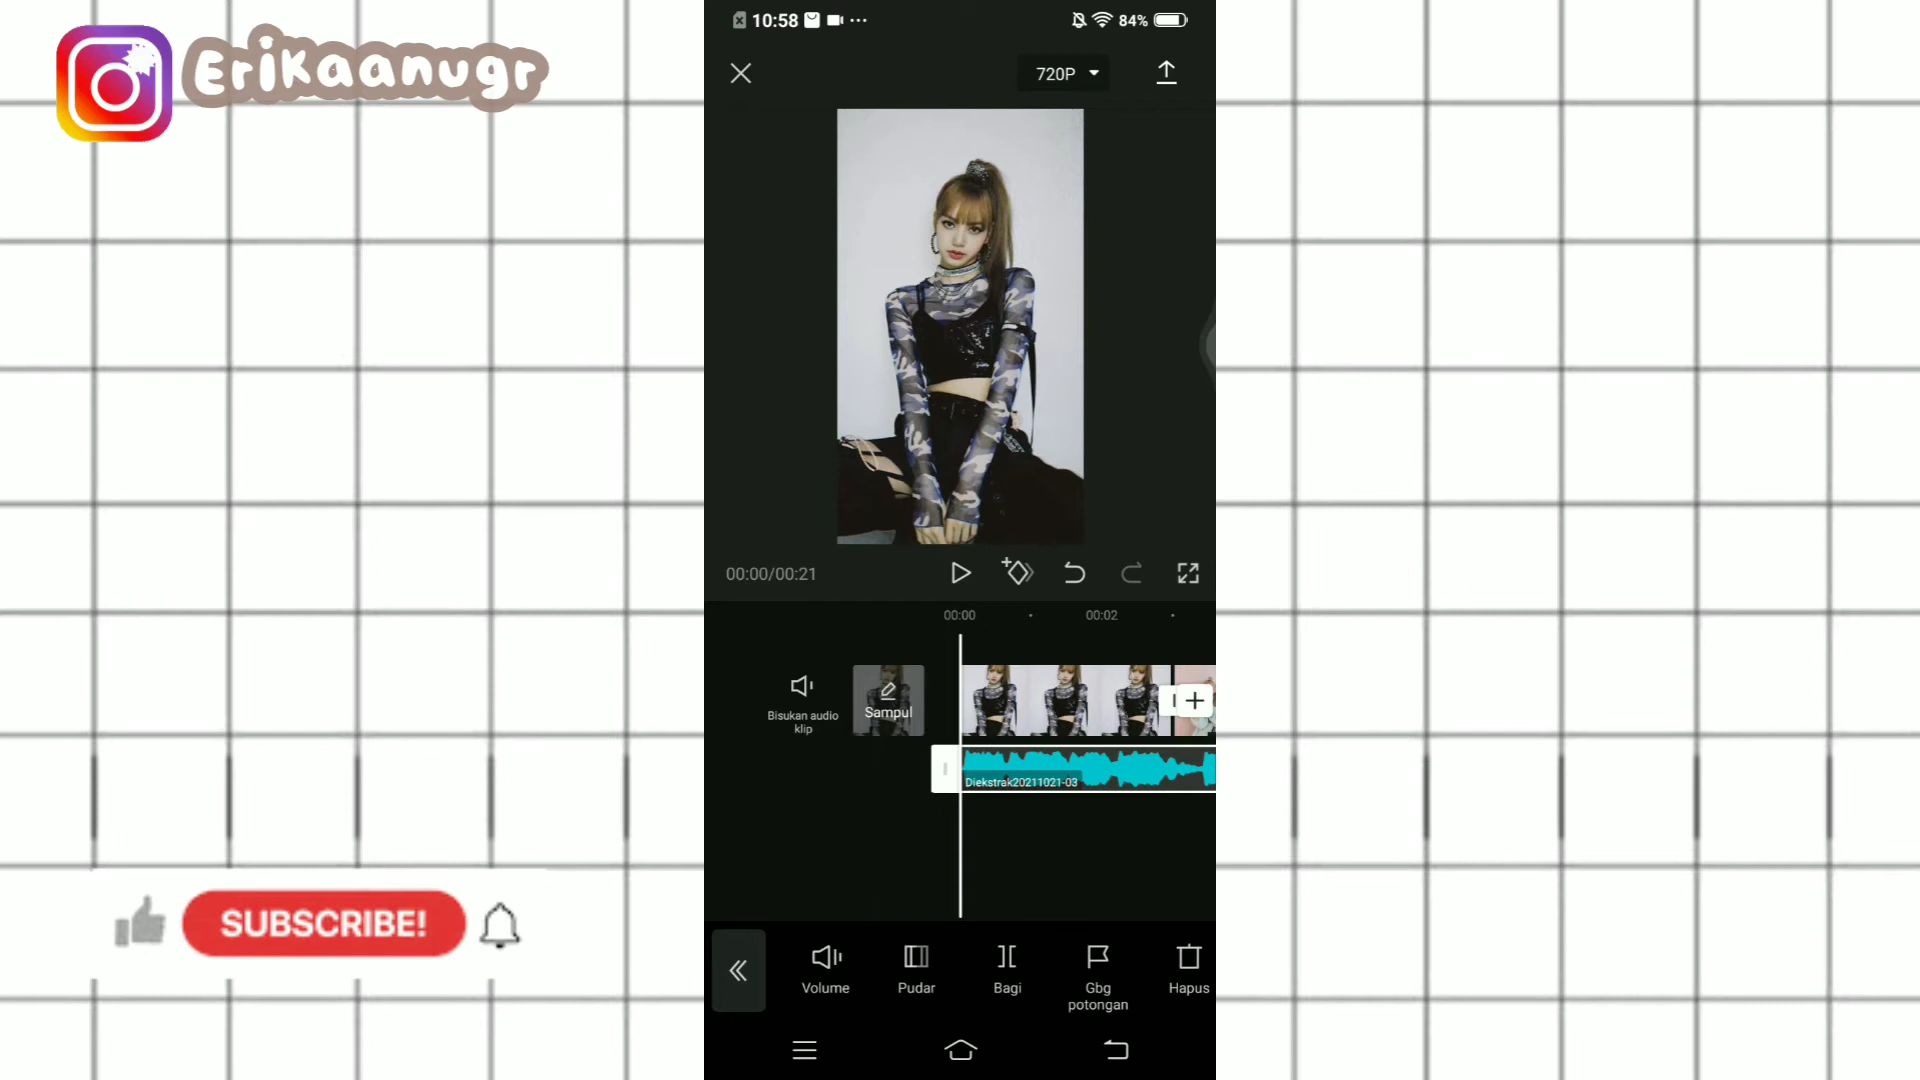 Erikaanugr
10:58
84%
720P
00:00/00:21
00:00
00:02
Bisukan audio
klip
Sampul
Diekstrak20211021-03
SUBSCRIBE!
Volume
Pudar
Bagi
Gbg
potongan
Hapus